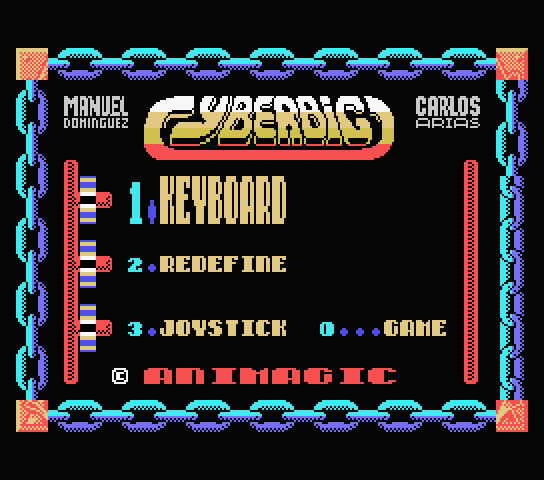 MANUEL DOMINGUEZ
CYBERBIG
CARLOS ARIAS
1.KEYBOARD
2.REDEFINE
3.JOYSTICK 0...GAME
© ANIMAGIC